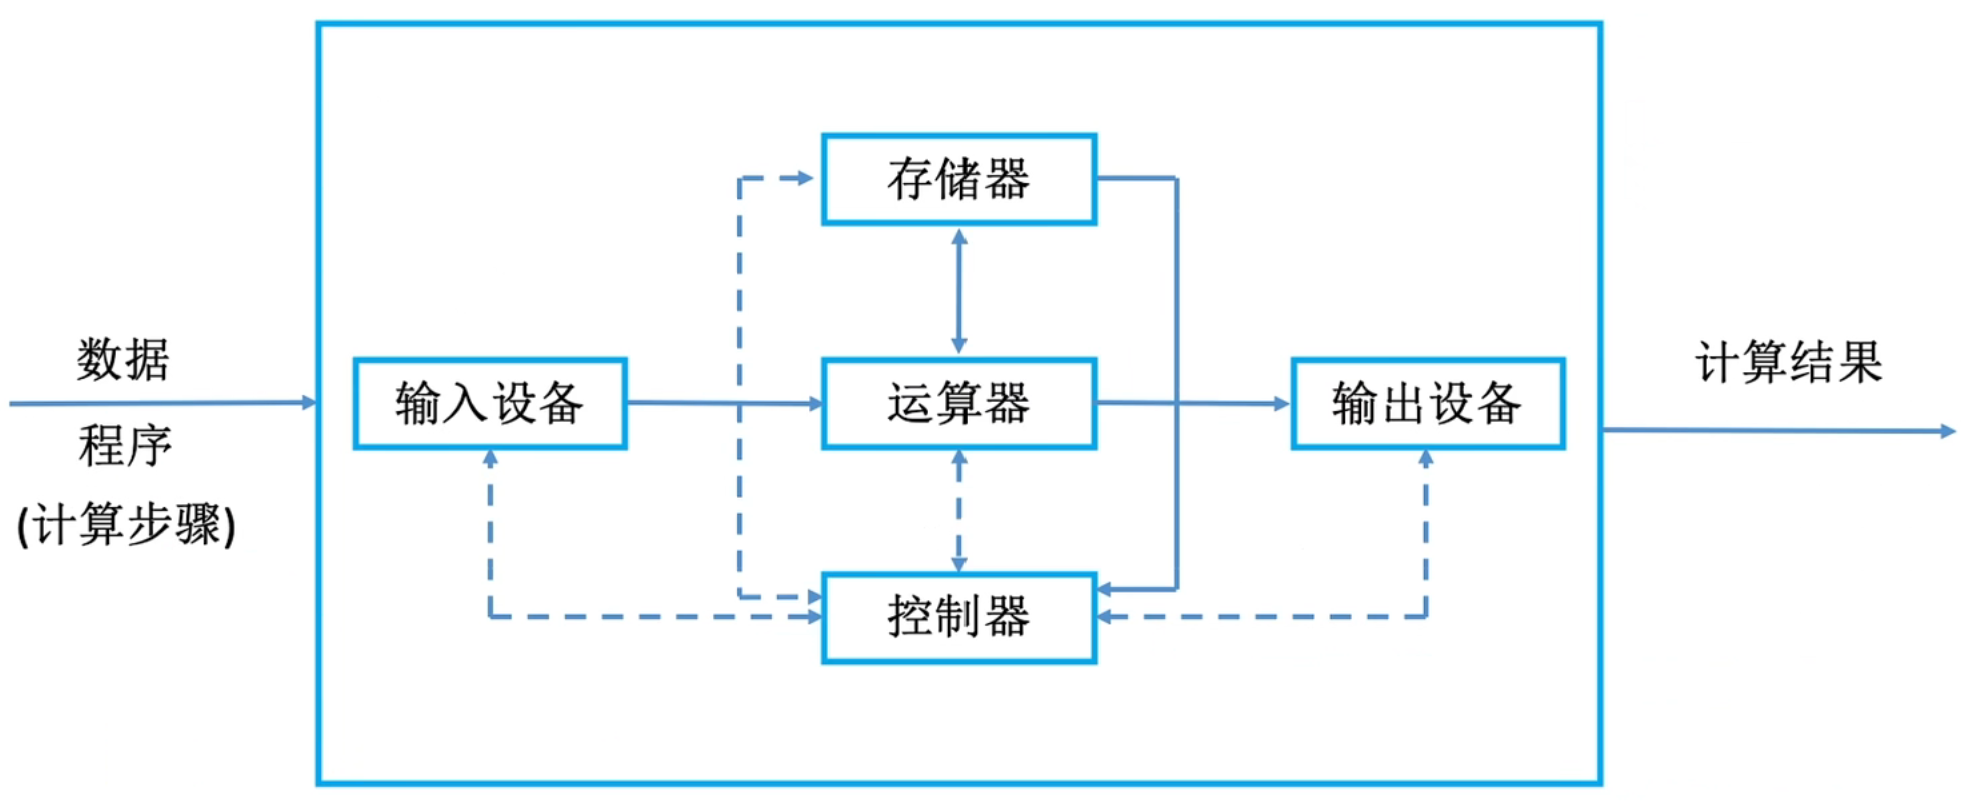 数据
程序
(计算步骤)
存储器
输入设备
运算器
输出设备
控制器
计算结果